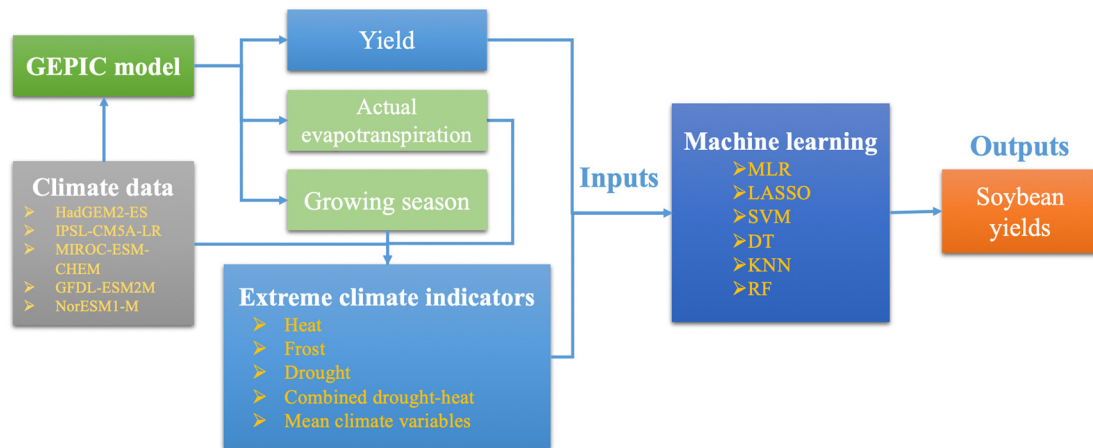 GEPIC model
Climate data
HadGEM2-ES
IPSL-CM5A-LR
MIROC-ESM-
CHEM
GFDL-ESM2M
NorESM1-M
Yield
Actual
evapotranspiration
Growing season
Extreme climate indicators
Heat
Frost
Drought
Combined drought-heat
Mean climate variables
Inputs
Machine learning
MLR
LASSO
SVM
DT
KNN
RF
Outputs
Soybean
yields